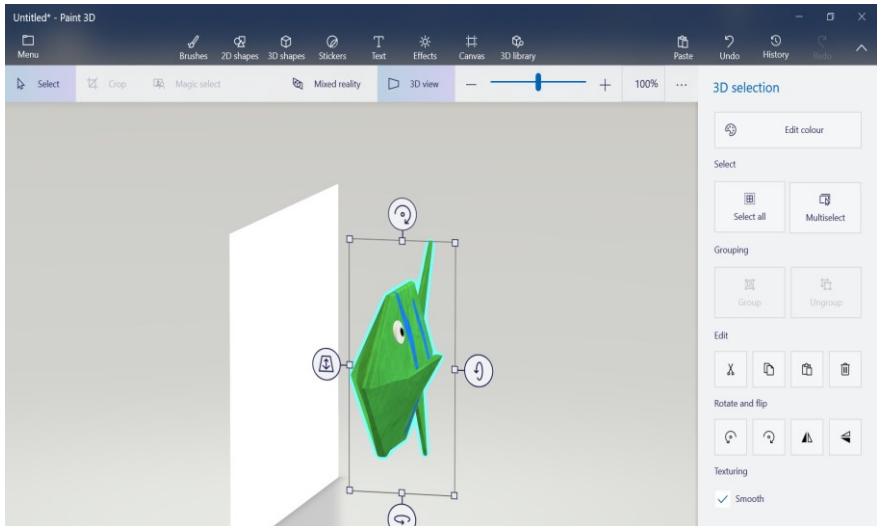 Untitled* - Paint 3D
Menu
Brushes 2D shapes 3D shapes Stickers Text Effects Canvas 3D library Paste Undo History Redo
Select Crop Magic select Mixed reality 3D view 100% ...
3D selection
Edit colour
Select
Select all Multiselect
Grouping
Group Ungroup
Edit
Rotate and flip
Texturing
Smooth